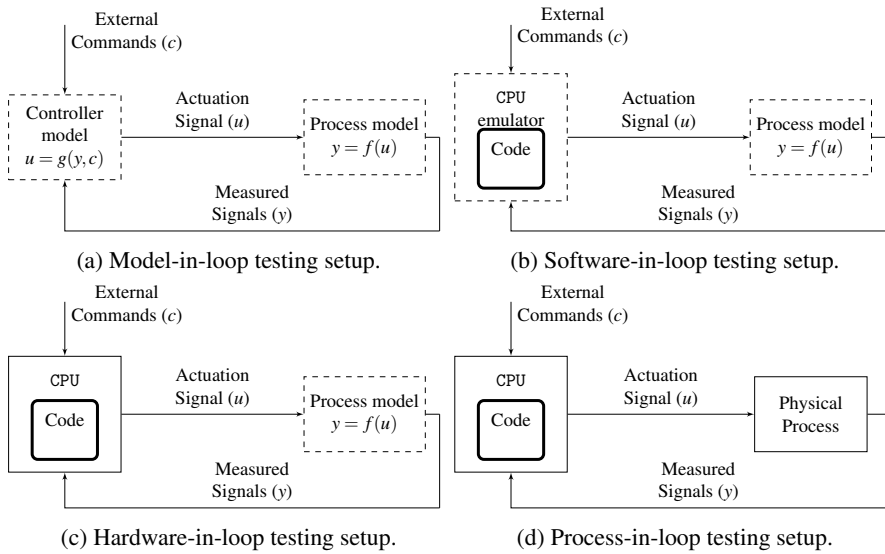 External
Commands (c)
Controller
model
u = g(y,c)
Actuation
Signal (u)
Process model
y = f(u)
Measured
Signals (y)
(a) Model-in-loop testing setup.
External
Commands (c)
CPU
emulator
Code
Actuation
Signal (u)
Process model
y = f(u)
Measured
Signals (y)
(b) Software-in-loop testing setup.
External
Commands (c)
CPU
Code
Actuation
Signal (u)
Process model
y = f(u)
Measured
Signals (y)
(c) Hardware-in-loop testing setup.
External
Commands (c)
CPU
Code
Actuation
Signal (u)
Physical
Process
Measured
Signals (y)
(d) Process-in-loop testing setup.